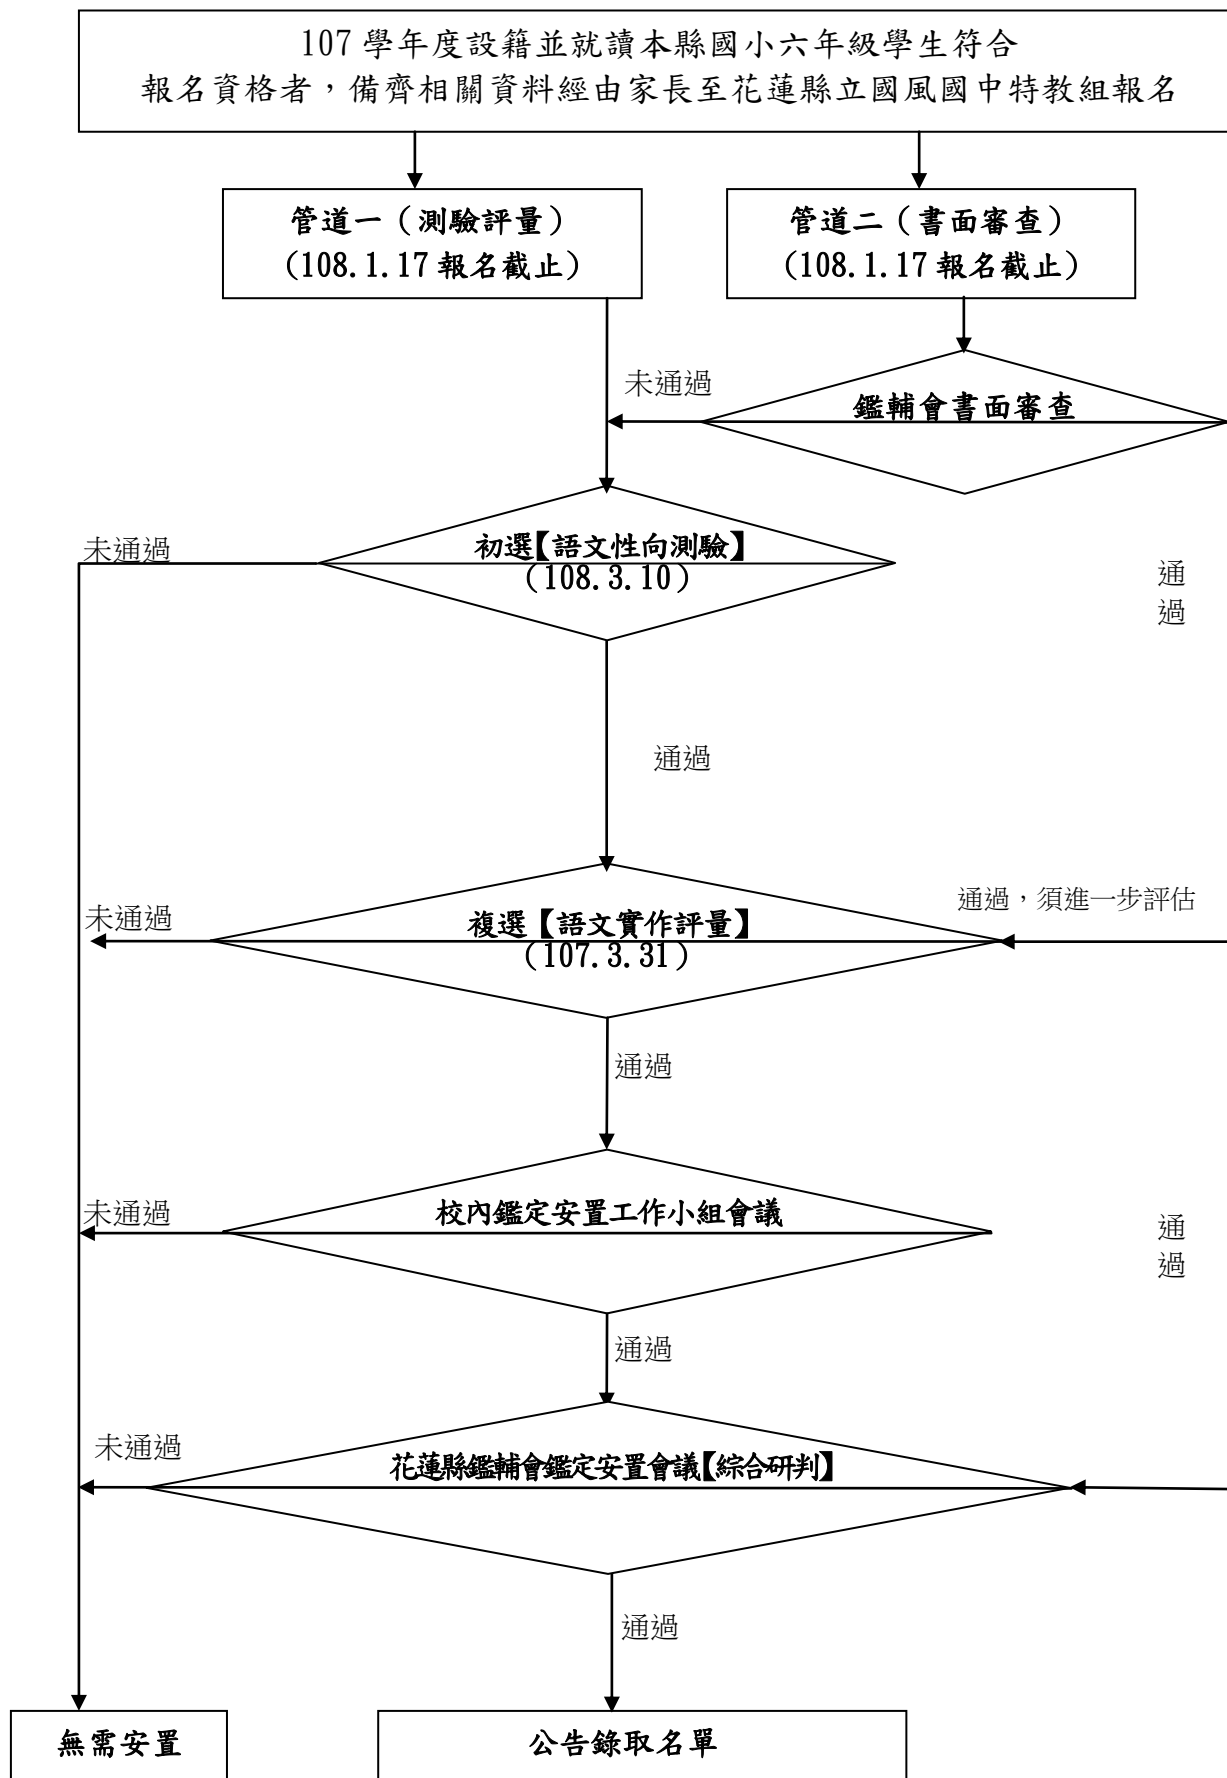 107 學年度設籍並就讀本縣國小六年級學生符合
報名資格者，備齊相關資料經由家長至花蓮縣立國風國中特教組報名
管道一（測驗評量）
(108.1.17 報名截止)
管道二（書面審查）
(108.1.17 報名截止)
未通過
鑑輔會書面審查
未通過
初選【語文性向測驗】
（108.3.10）
通
過
通過
通過，須進一步評估
未通過
複選【語文實作評量】
（107.3.31）
通過
未通過
校內鑑定安置工作小組會議
通
過
通過
未通過
花蓮縣鑑輔會鑑定安置會議【綜合研判】
通過
無需安置
公告錄取名單